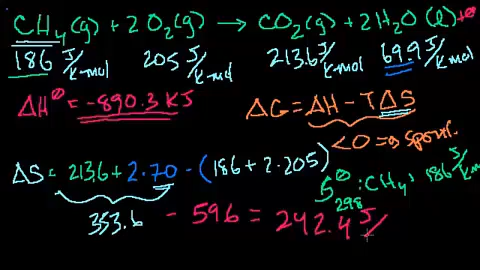 CH₄(g) + 2 O₂(g) → CO₂(g) + 2H₂O (l) +
186 J/K·mol 205 J/K·mol 213.6 J/K·mol 69.9 J/K·mol
ΔH° = -890.3 KJ
ΔG = ΔH - TΔS
<0 => spont.
ΔS = 213.6 + 2·70 - (186 + 2·205)
S°₂₉₈ : CH₄, 186 J/K·m
353.6 - 596 = 242.4 J/